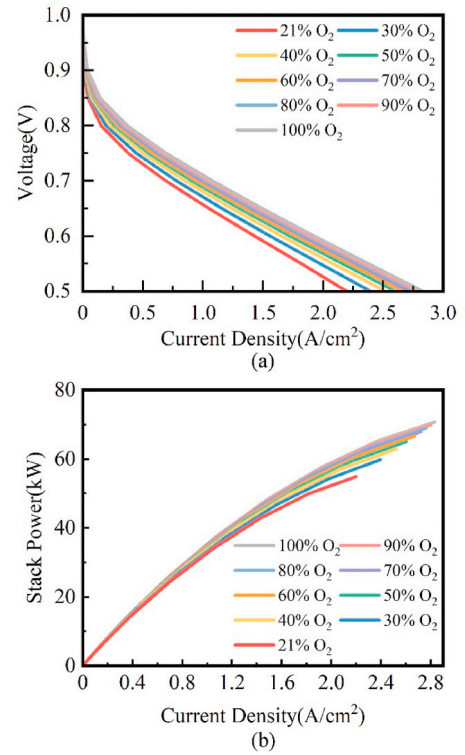 (a)
1.0
0.9
0.8
0.7
0.6
0.5
Voltage(V)
21% O₂ 30% O₂
40% O₂ 50% O₂
60% O₂ 70% O₂
80% O₂ 90% O₂
100% O₂
0.5 1.0 1.5 2.0 2.5 3.0
Current Density(A/cm²)
(a)
80
60
40
20
0
Stack Power(kW)
100% O₂ 90% O₂
80% O₂ 70% O₂
60% O₂ 50% O₂
40% O₂ 30% O₂
21% O₂
0.0 0.4 0.8 1.2 1.6 2.0 2.4 2.8
Current Density(A/cm²)
(b)